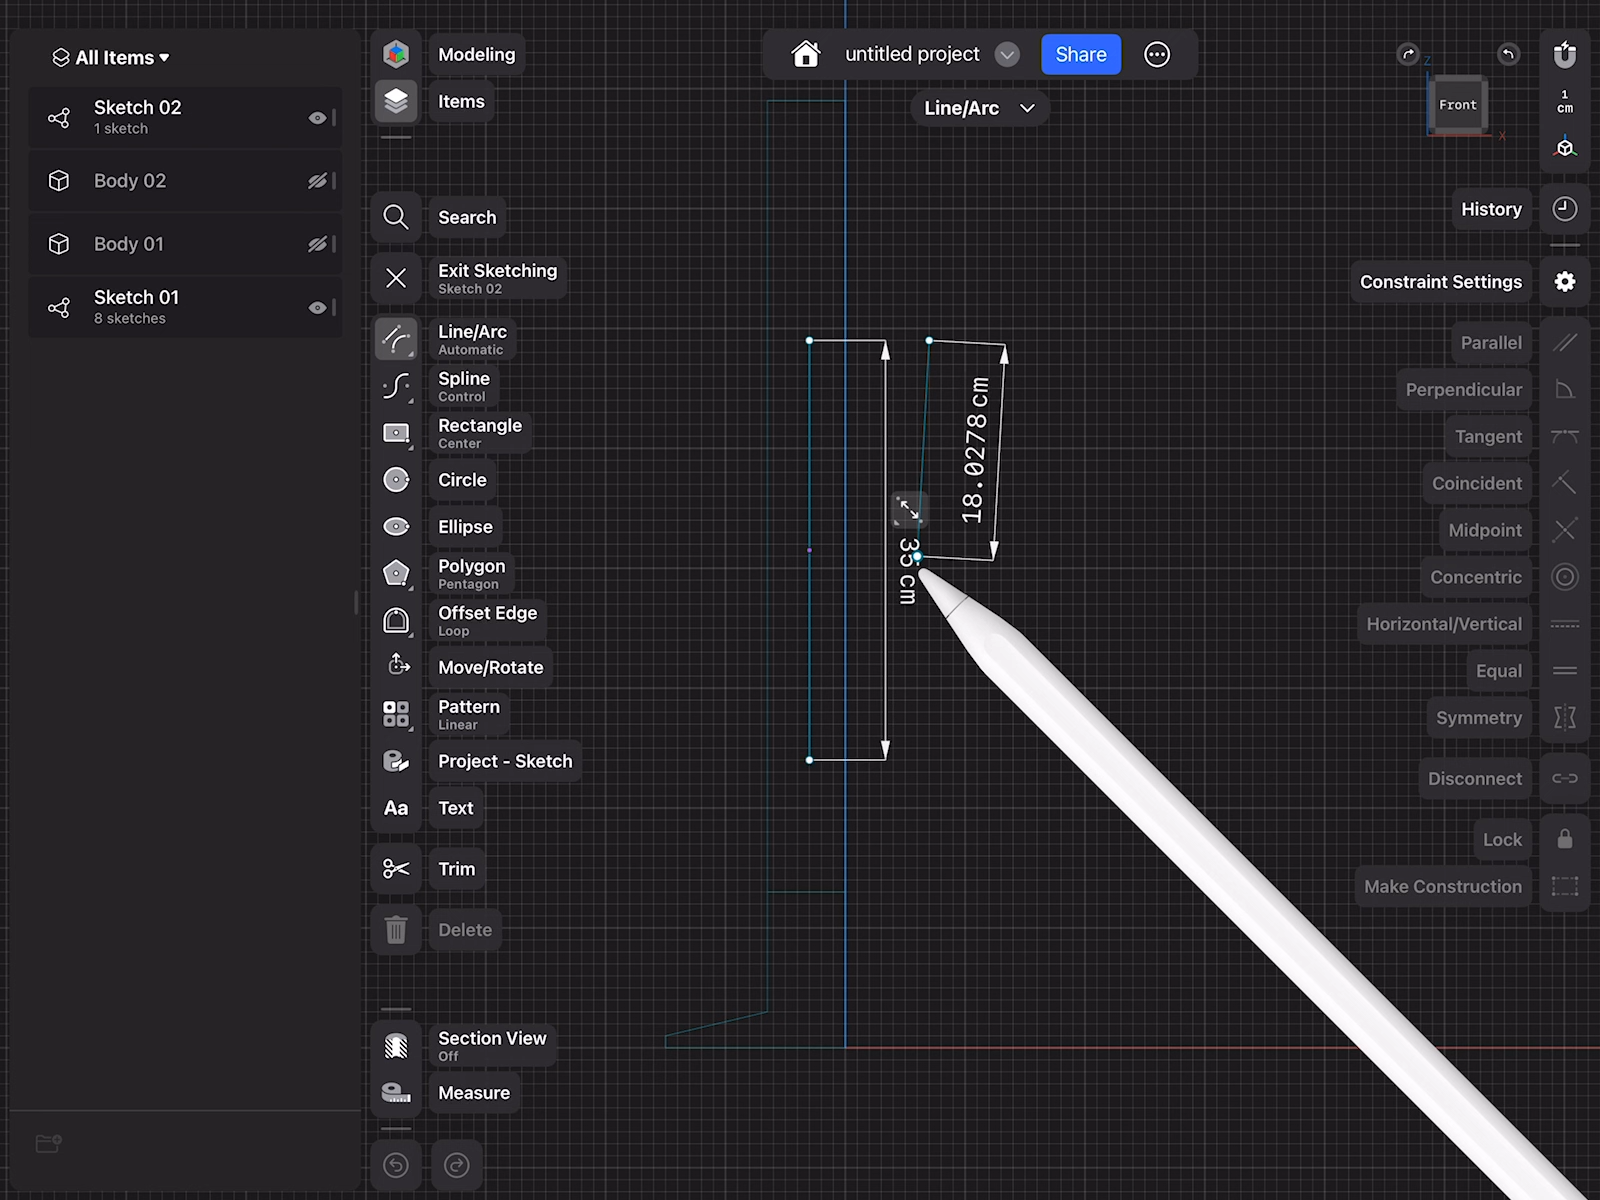 All Items
Sketch 02
1 sketch
Body 02
Body 01
Sketch 01
8 sketches
Modeling
Items
Search
Exit Sketching
Sketch 02
Line/Arc
Automatic
Spline
Control
Rectangle
Center
Circle
Ellipse
Polygon
Pentagon
Offset Edge
Loop
Move/Rotate
Pattern
Linear
Project - Sketch
Aa
Text
Trim
Delete
Section View
Off
Measure
untitled project
Share
Line/Arc
35 cm
18.0278 cm
Z
Front
X
1
cm
History
Constraint Settings
Parallel
Perpendicular
Tangent
Coincident
Midpoint
Concentric
Horizontal/Vertical
Equal
Symmetry
Disconnect
Lock
Make Construction